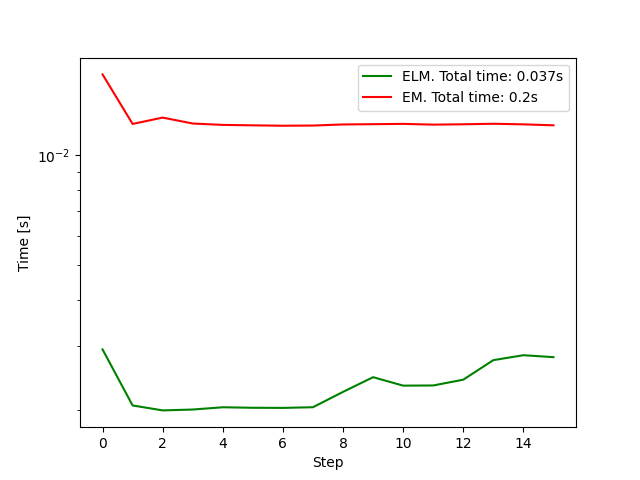 ELM. Total time: 0.037s
EM. Total time: 0.2s
10⁻²
Time [s]
0 2 4 6 8 10 12 14
Step